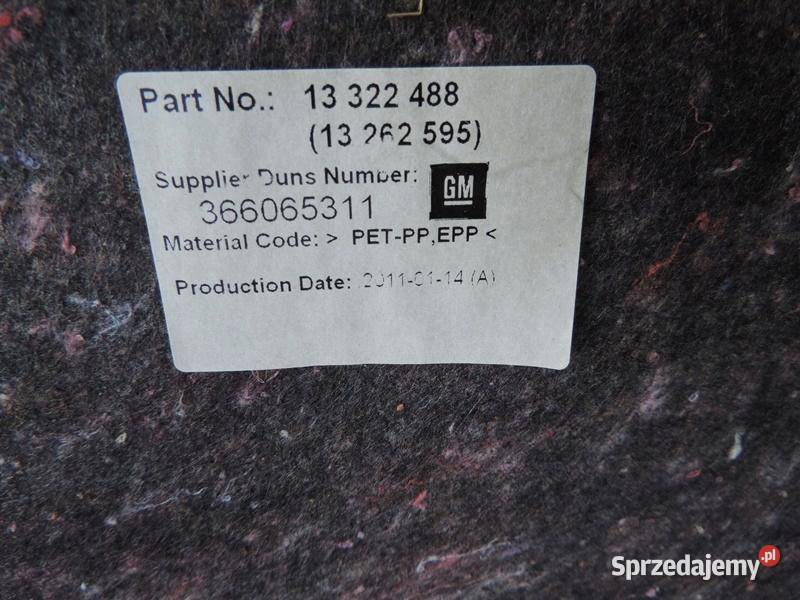 Part No.: 13 322 488
(13 262 595)
Supplier Duns Number:
GM
366065311
Material Code: > PET-PP,EPP <
Production Date: 2011-01-14 (A)
Sprzedajemy.pl